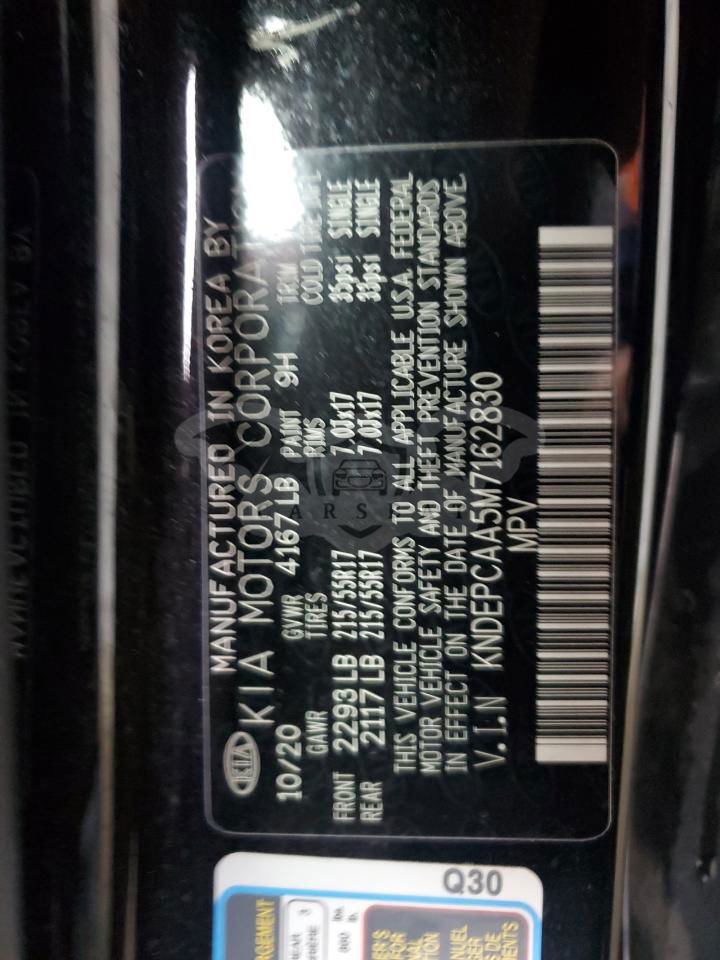 KIA
MANUFACTURED IN KOREA BY
KIA MOTORS CORPORATION
10/20 GVWR 4167 LB PAINT 9H TRIM
GAWR TIRES RIMS COLD TIRE
FRONT 2293 LB 215/55R17 7.0Jx17 35psi SINGLE
REAR 2117 LB 215/55R17 7.0Jx17 33psi SINGLE
THIS VEHICLE CONFORMS TO ALL APPLICABLE U.S.A. FEDERAL
MOTOR VEHICLE SAFETY AND THEFT PREVENTION STANDARDS
IN EFFECT ON THE DATE OF MANUFACTURE SHOWN ABOVE.
V.I.N KNDEPCAA5M7162830
MPV
Q30